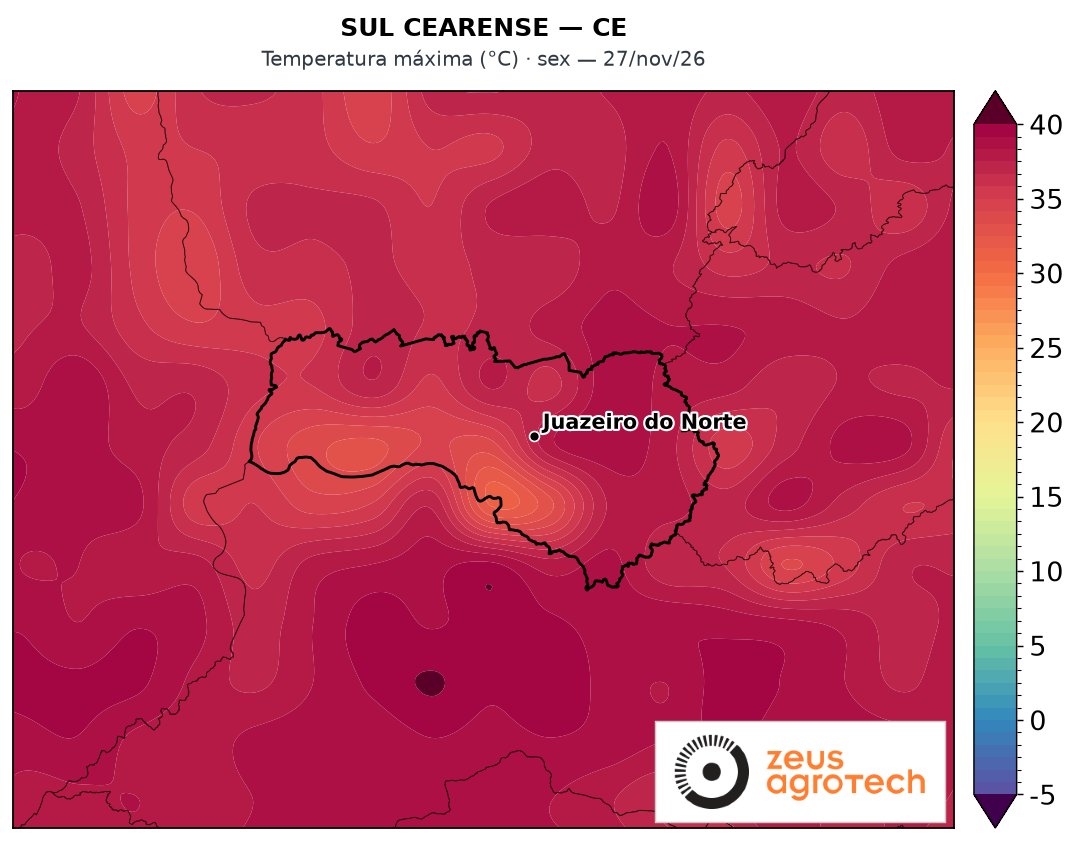 SUL CEARENSE — CE
Temperatura máxima (°C) · sex — 27/nov/26
40
35
30
25
20
15
10
5
0
-5
Juazeiro do Norte
zeus
agrotech